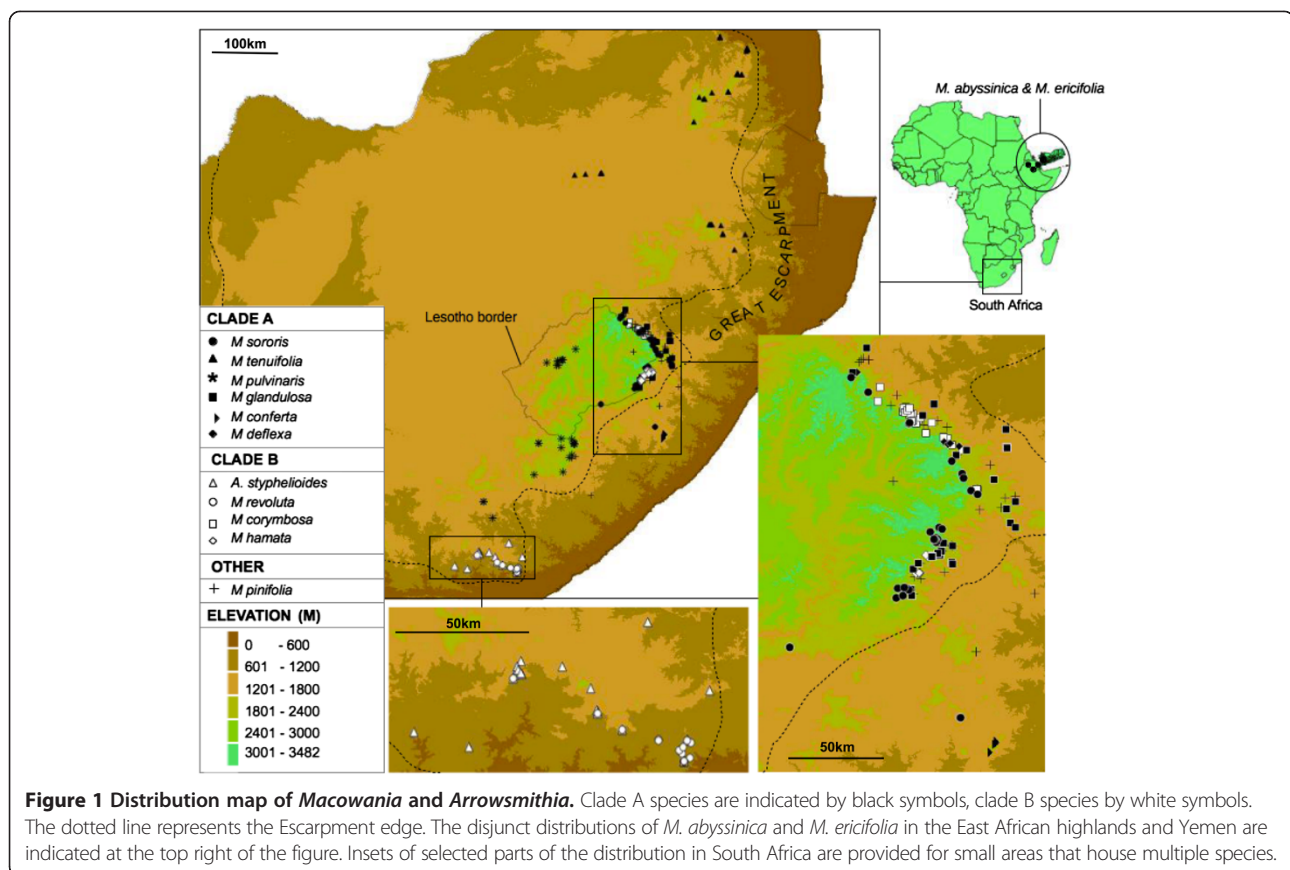 100km
M. abyssinica & M. ericifolia
South Africa
GREAT ESCARPMENT
Lesotho border
CLADE A
M sororis
M tenuifolia
M pulvinaris
M glandulosa
M conferta
M deflexa
CLADE B
A. styphelioides
M revoluta
M corymbosa
M hamata
OTHER
M pinifolia
ELEVATION (M)
0 - 600
601 - 1200
1201 - 1800
1801 - 2400
2401 - 3000
3001 - 3482
50km
50km
Figure 1 Distribution map of Macowania and Arrowsmithia. Clade A species are indicated by black symbols, clade B species by white symbols.
The dotted line represents the Escarpment edge. The disjunct distributions of M. abyssinica and M. ericifolia in the East African highlands and Yemen are
indicated at the top right of the figure. Insets of selected parts of the distribution in South Africa are provided for small areas that house multiple species.